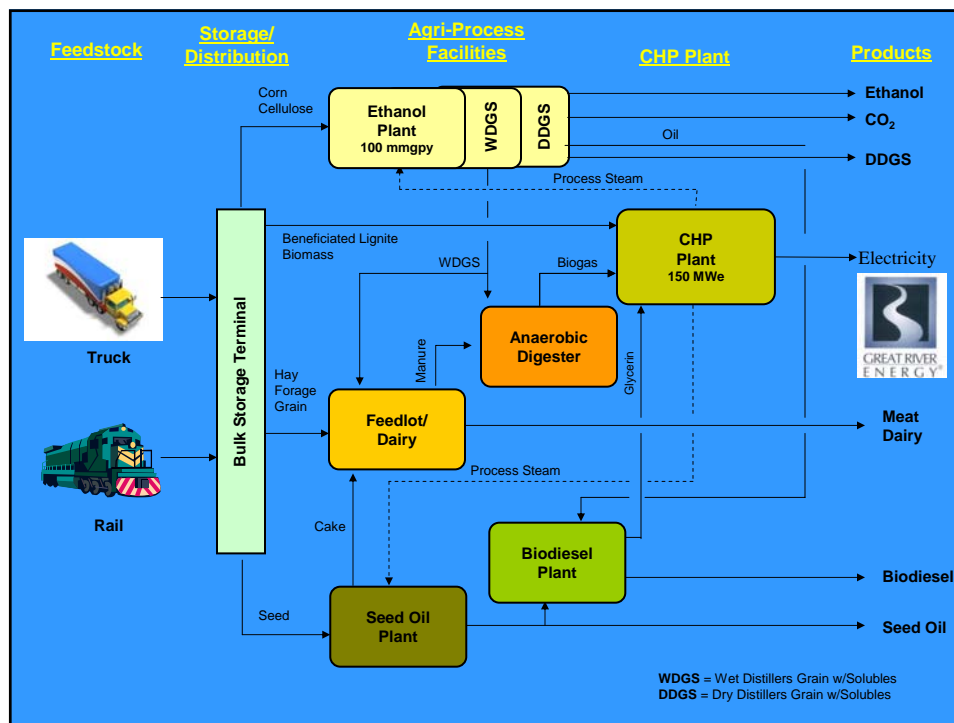 Feedstock
Storage/
Distribution
Agri-Process
Facilities
CHP Plant
Products
Corn
Cellulose
Ethanol
Plant
100 mmgpy
WDGS
DDGS
Ethanol
CO2
Oil
DDGS
Process Steam
Beneficiated Lignite
Biomass
CHP
Plant
150 MWe
Electricity
WDGS
Biogas
Truck
Bulk Storage Terminal
Anaerobic
Digester
GREAT RIVER
ENERGY®
Manure
Glycerin
Hay
Forage
Grain
Feedlot/
Dairy
Meat
Dairy
Process Steam
Rail
Cake
Biodiesel
Plant
Biodiesel
Seed
Seed Oil
Plant
Seed Oil
WDGS = Wet Distillers Grain w/Solubles
DDGS = Dry Distillers Grain w/Solubles